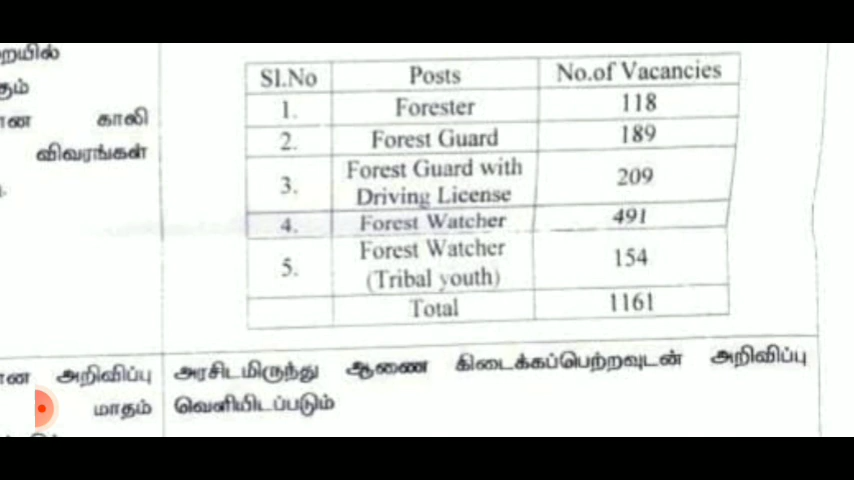 காலி
விவரங்கள்
Sl.No Posts No.of Vacancies
1. Forester 118
2. Forest Guard 189
3. Forest Guard with Driving License 209
4. Forest Watcher 491
5. Forest Watcher (Tribal youth) 154
Total 1161
அறிவிப்பு அரசிடமிருந்து ஆணை கிடைக்கப்பெற்றவுடன் அறிவிப்பு
மாதம் வெளியிடப்படும்